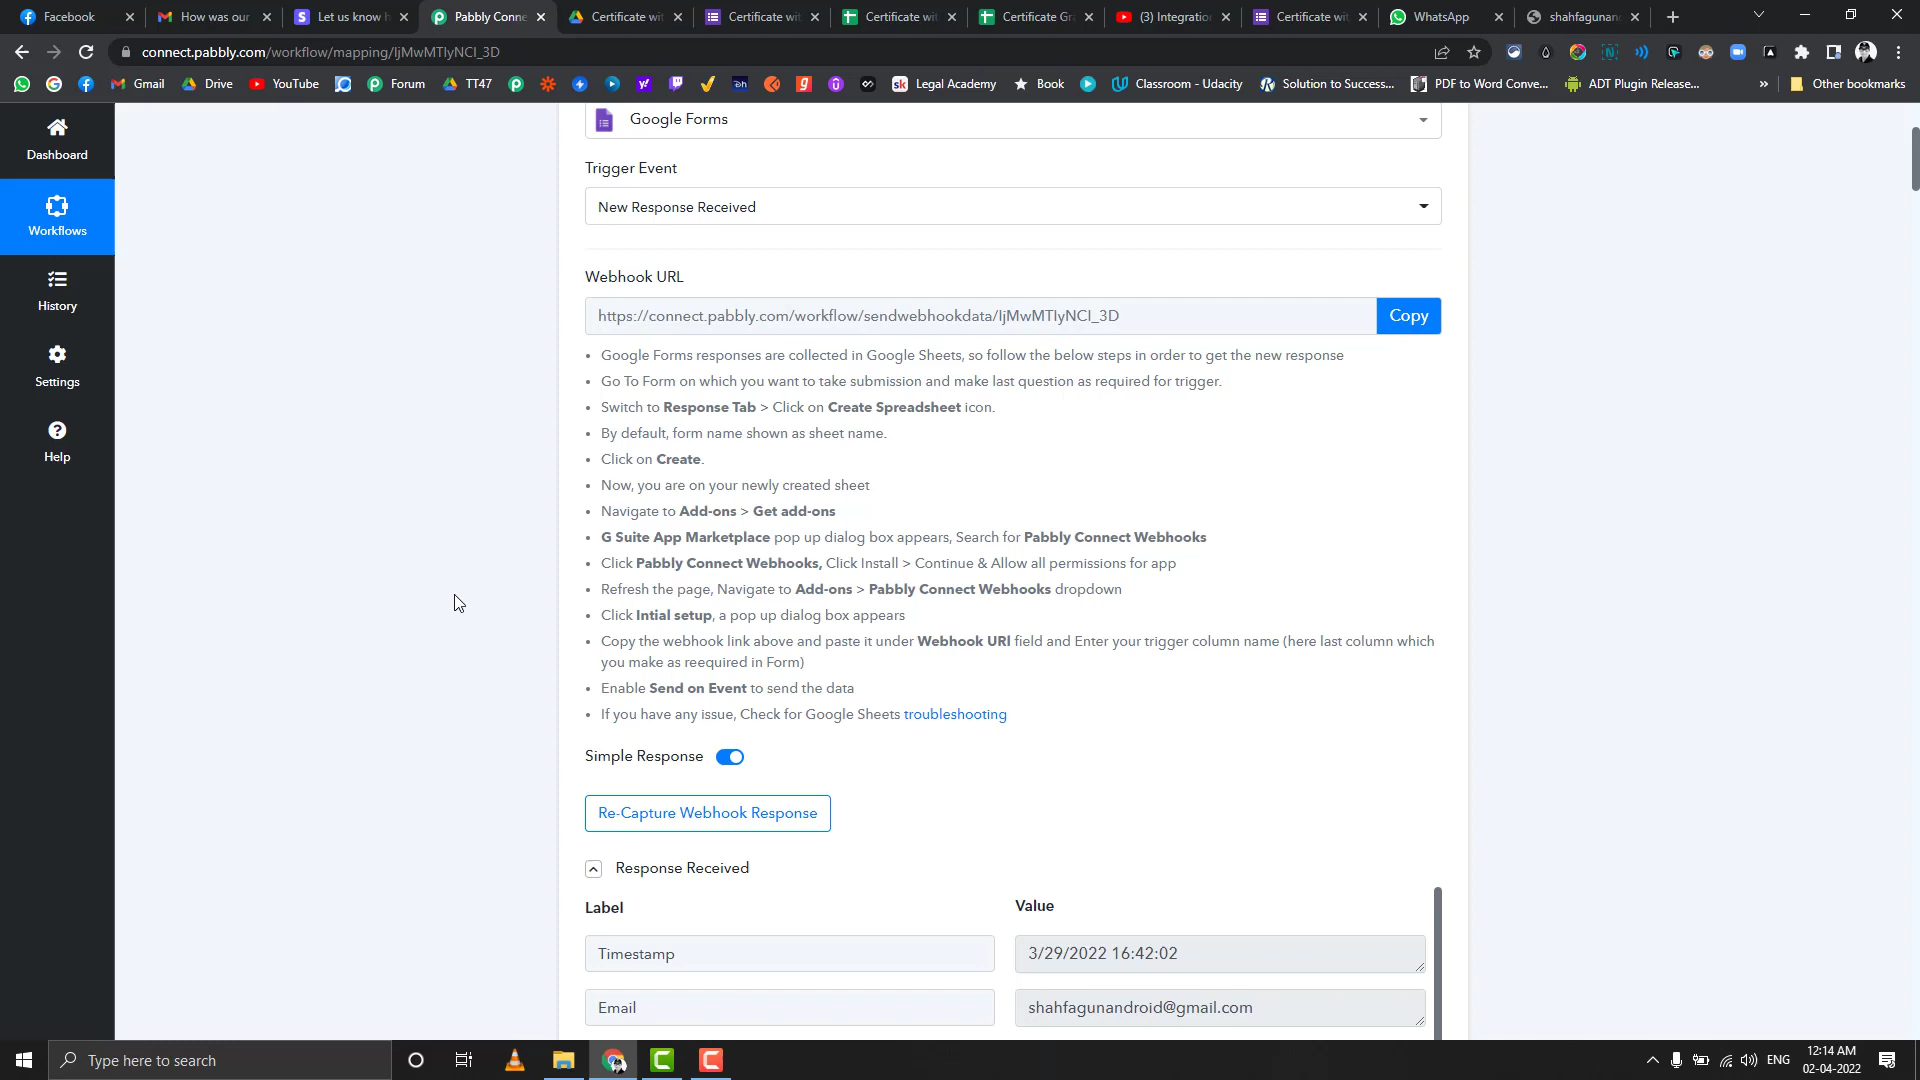 Facebook
How was our
Let us know h
Pabbly Conne
Certificate wit
Certificate wit
Certificate wit
Certificate Gr
(3) Integratio
Certificate wit
WhatsApp
shahfagunan
connect.pabbly.com/workflow/mapping/IjMwMTIyNCI_3D
Gmail
Drive
YouTube
Forum
TT47
Legal Academy
Book
Classroom - Udacity
Solution to Success...
PDF to Word Conve...
ADT Plugin Release...
»
Other bookmarks
Dashboard
Workflows
History
Settings
Help
Google Forms
Trigger Event
New Response Received
Webhook URL
https://connect.pabbly.com/workflow/sendwebhookdata/IjMwMTIyNCI_3D
Copy
• Google Forms responses are collected in Google Sheets, so follow the below steps in order to get the new response
• Go To Form on which you want to take submission and make last question as required for trigger.
• Switch to Response Tab > Click on Create Spreadsheet icon.
• By default, form name shown as sheet name.
• Click on Create.
• Now, you are on your newly created sheet
• Navigate to Add-ons > Get add-ons
• G Suite App Marketplace pop up dialog box appears, Search for Pabbly Connect Webhooks
• Click Pabbly Connect Webhooks, Click Install > Continue & Allow all permissions for app
• Refresh the page, Navigate to Add-ons > Pabbly Connect Webhooks dropdown
• Click Intial setup, a pop up dialog box appears
• Copy the webhook link above and paste it under Webhook URl field and Enter your trigger column name (here last column which
you make as reequired in Form)
• Enable Send on Event to send the data
• If you have any issue, Check for Google Sheets troubleshooting
Simple Response
Re-Capture Webhook Response
Response Received
Label
Value
Timestamp
3/29/2022 16:42:02
Email
shahfagunandroid@gmail.com
Type here to search
ENG
12:14 AM
02-04-2022